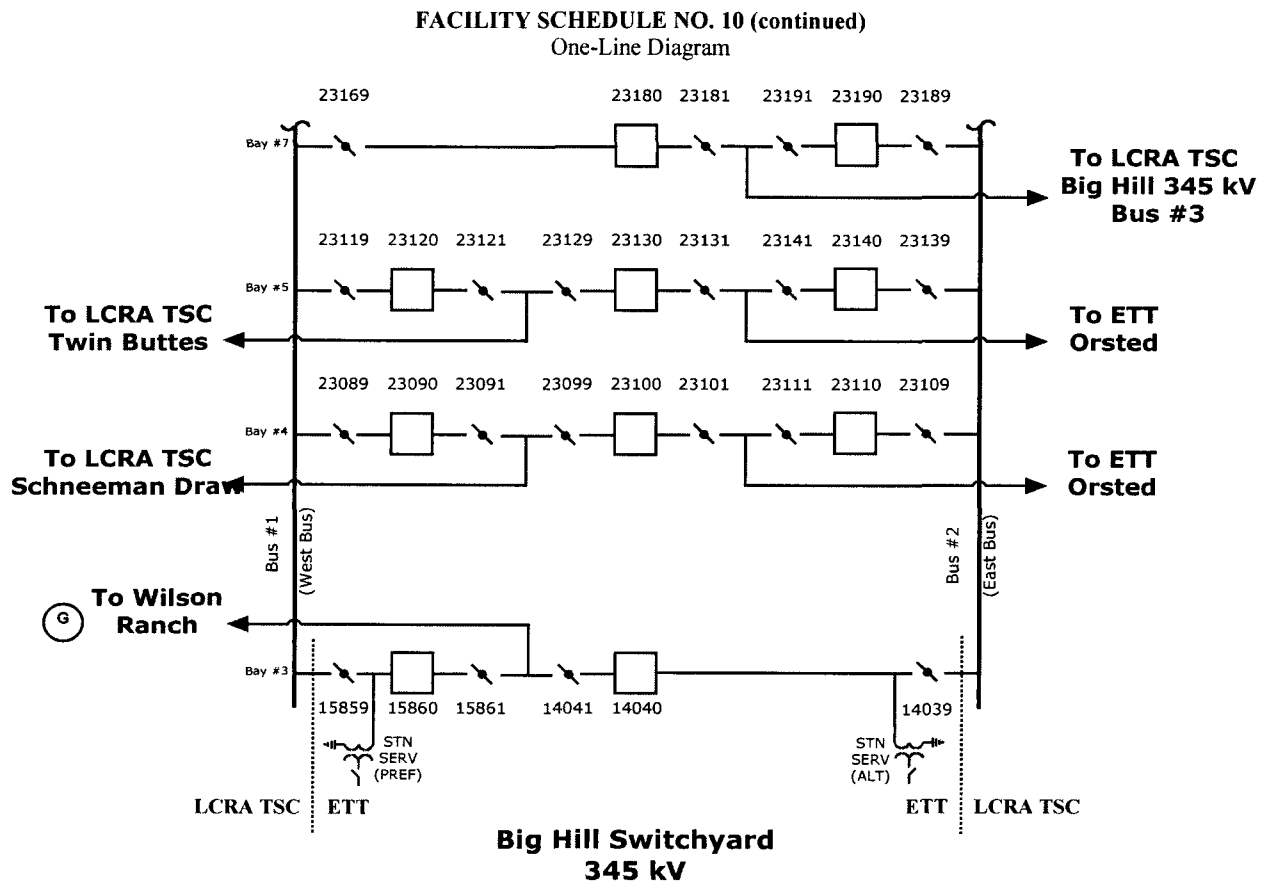 FACILITY SCHEDULE NO. 10 (continued)
One-Line Diagram
23169
23180
23181
23191
23190
23189
Bay #7
To LCRA TSC
Big Hill 345 kV
Bus #3
23119
23120
23121
23129
23130
23131
23141
23140
23139
Bay #5
To LCRA TSC
Twin Buttes
To ETT
Orsted
23089
23090
23091
23099
23100
23101
23111
23110
23109
Bay #4
To LCRA TSC
Schneeman Draw
To ETT
Orsted
Bus #1
(West Bus)
Bus #2
(East Bus)
G
To Wilson
Ranch
Bay #3
15859
15860
15861
14041
14040
14039
STN
SERV
(PREF)
STN
SERV
(ALT)
LCRA TSC
ETT
ETT
LCRA TSC
Big Hill Switchyard
345 kV